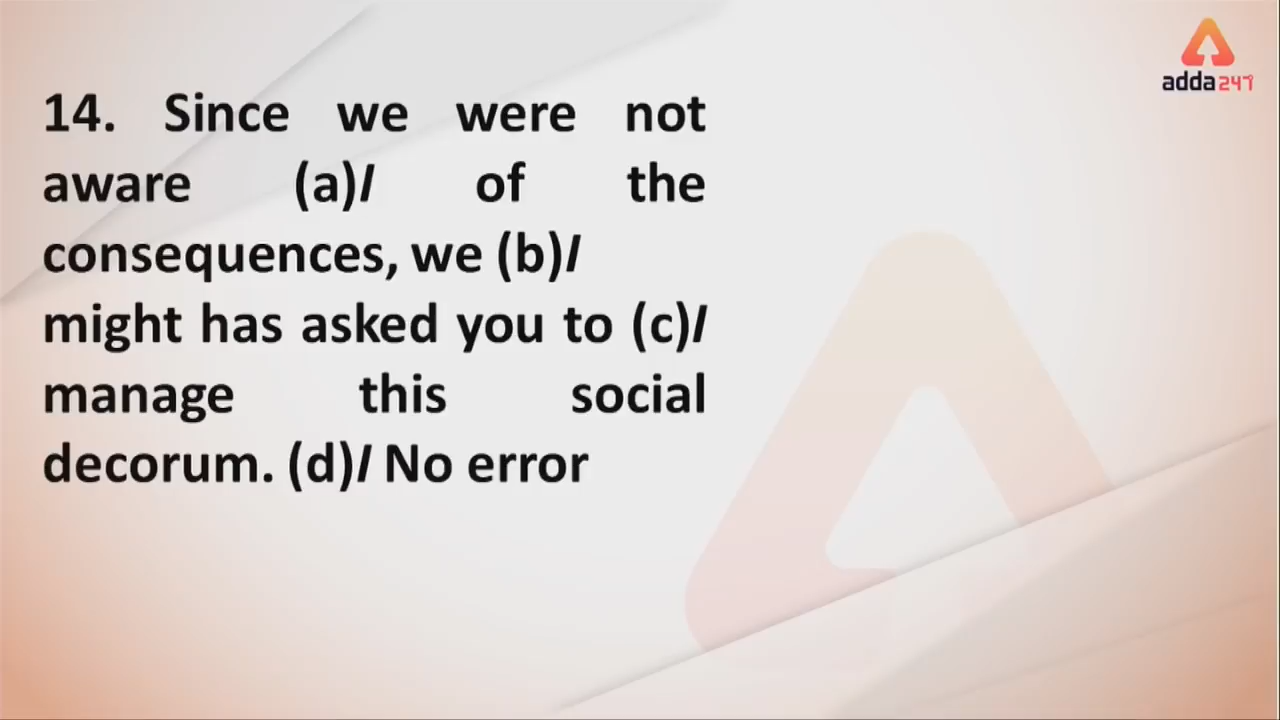 adda247
14. Since we were not
aware (a)/ of the
consequences, we (b)/
might has asked you to (c)/
manage this social
decorum. (d)/ No error